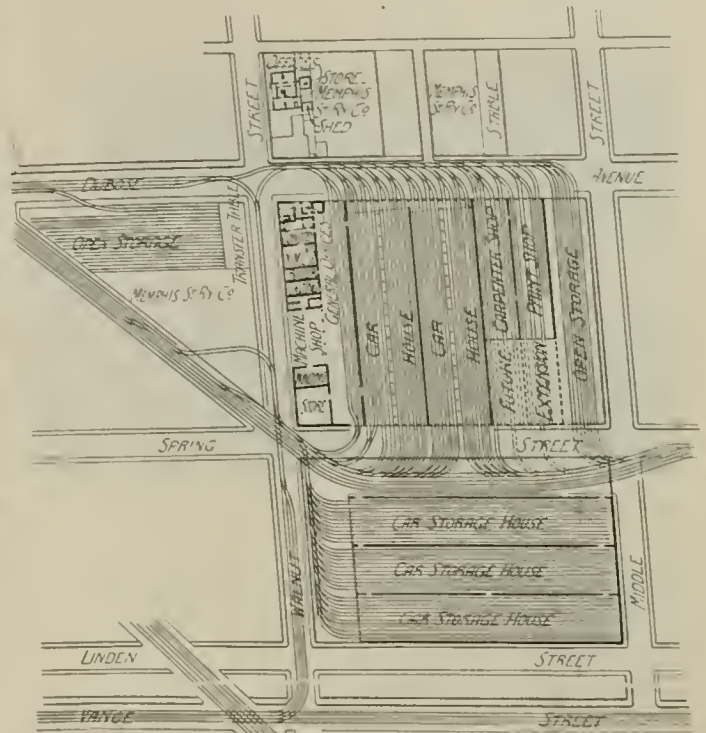 STREET
STORE
MEMPHIS
ST RY CO
SHED
MEMPHIS
ST RY CO
STABLE
STREET
DUBOSE
AVENUE
TRANSFER TABLE
OPEN STORAGE
MEMPHIS ST RY CO
MACHINE
SHOP
GENERAL OFFICES
STORE
CAR
HOUSE
CAR
HOUSE
CARPENTER SHOP
PAINT SHOP
FUTURE
EXTENSION
OPEN STORAGE
SPRING
STREET
CAR STORAGE HOUSE
CAR STORAGE HOUSE
CAR STORAGE HOUSE
WALNUT
MIDDLE
LINDEN
STREET
VANCE
STREET